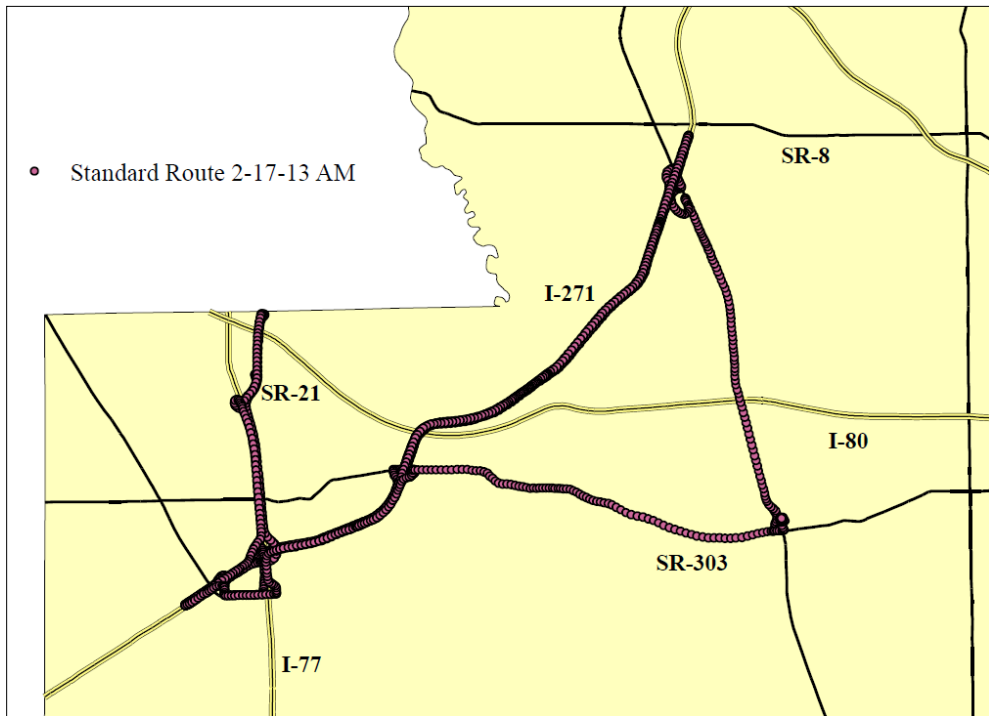 SR-8
Standard Route 2-17-13 AM
I-271
SR-21
I-80
SR-303
I-77